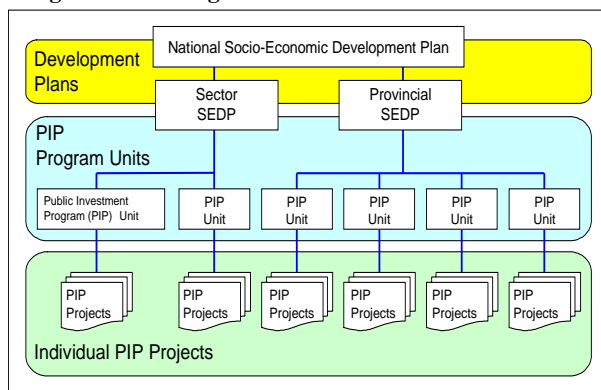 National Socio-Economic Development Plan
Development
Plans
Sector
SEDP
Provincial
SEDP
PIP
Program Units
Public Investment
Program (PIP) Unit
PIP
Unit
PIP
Unit
PIP
Unit
PIP
Unit
PIP
Unit
PIP
Projects
PIP
Projects
PIP
Projects
PIP
Projects
PIP
Projects
PIP
Projects
Individual PIP Projects